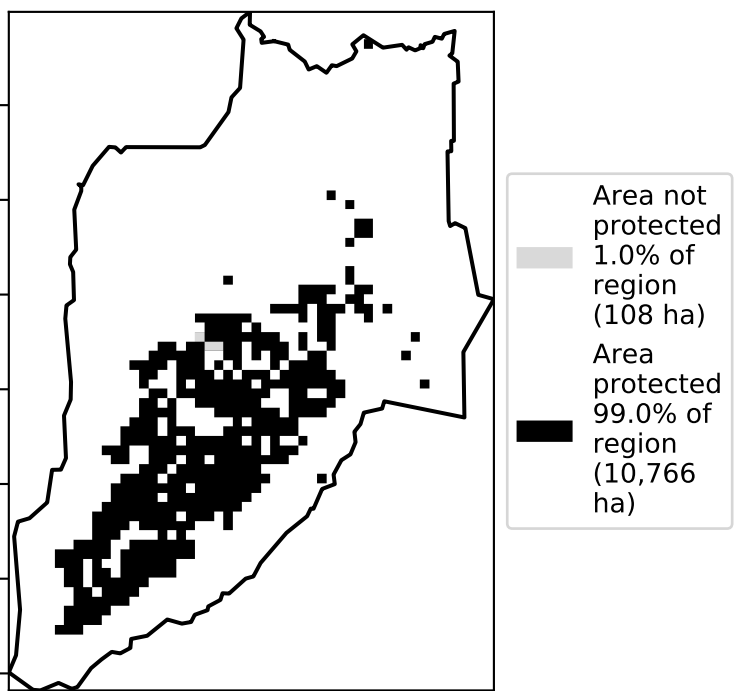 Area not
protected
1.0% of
region
(108 ha)
Area
protected
99.0% of
region
(10,766
ha)